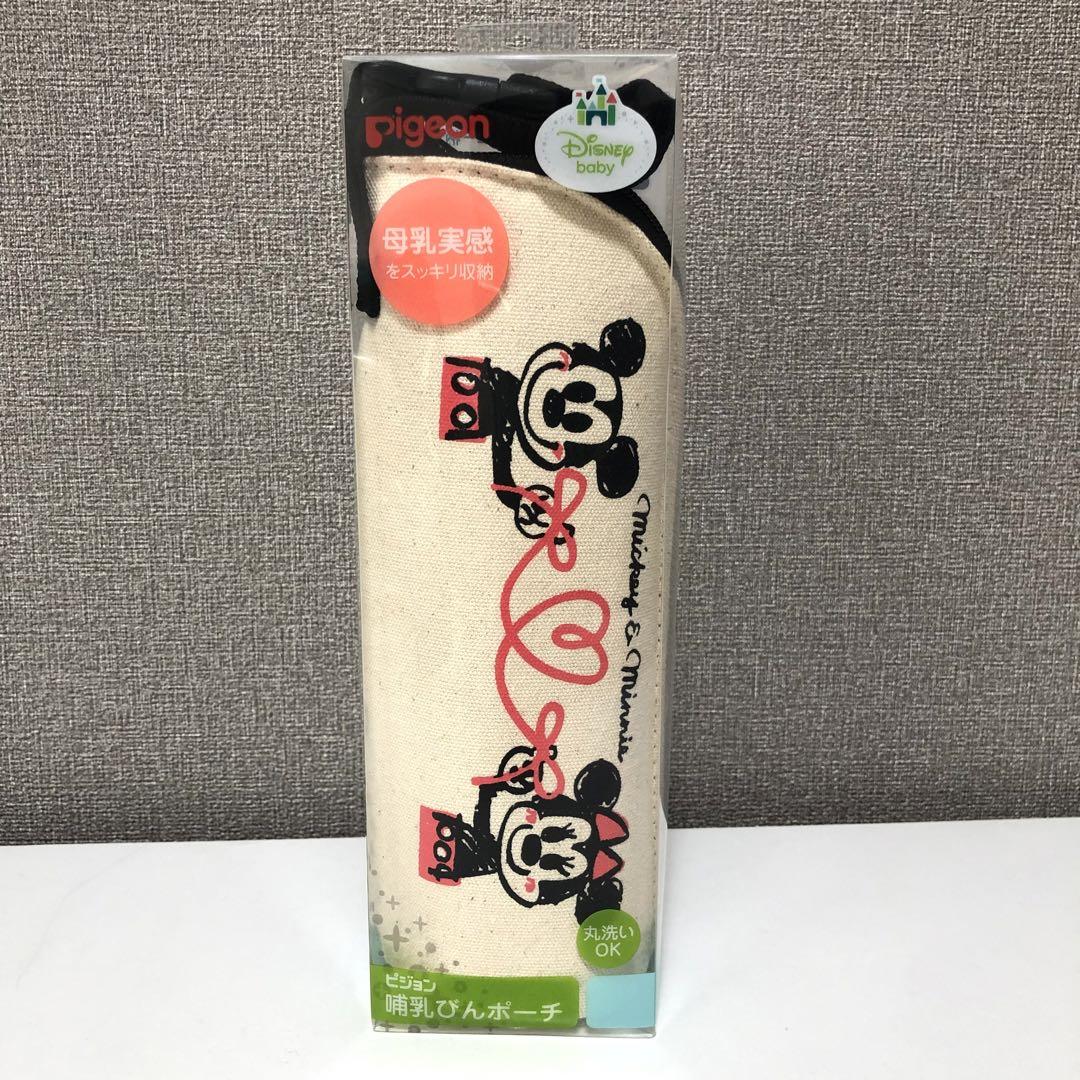 pigeon
Disney
baby
母乳実感
をスッキリ収納
Mickey & Minnie
丸洗い
OK
ピジョン
哺乳びんポーチ